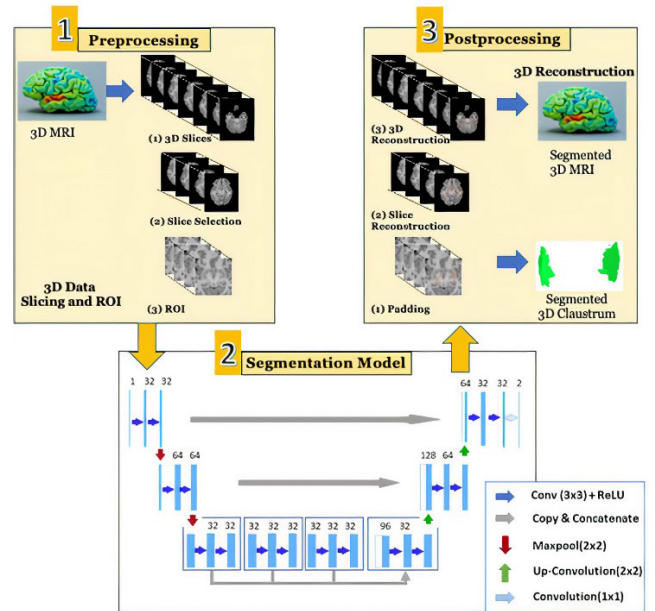 1
Preprocessing
3D MRI
(1) 3D Slices
(2) Slice Selection
(3) ROI
3D Data
Slicing and ROI
3
Postprocessing
3D Reconstruction
(3) 3D
Reconstruction
Segmented
3D MRI
(2) Slice
Reconstruction
(1) Padding
Segmented
3D Claustrum
2
Segmentation Model
1 32 32
64 32 32 2
64 64
128 64
32 32
32 32 32
32 32 32
96 32
Conv (3x3) + ReLU
Copy & Concatenate
Maxpool(2x2)
Up-Convolution(2x2)
Convolution(1x1)